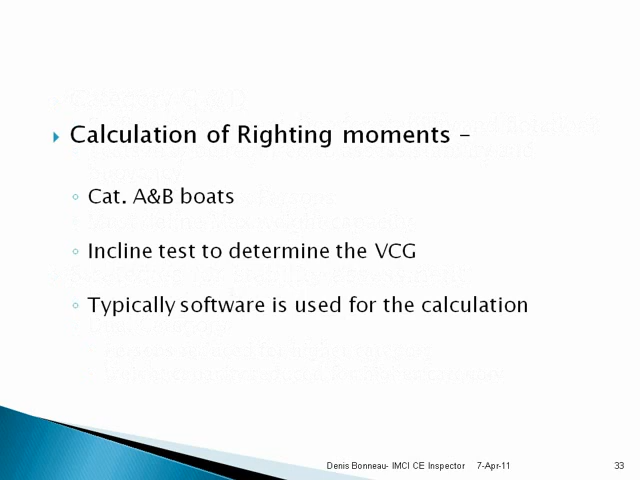 Calculation of Righting moments –
Cat. A&B boats
Incline test to determine the VCG
Typically software is used for the calculation
Denis Bonneau- IMCI CE Inspector 7-Apr-11 33